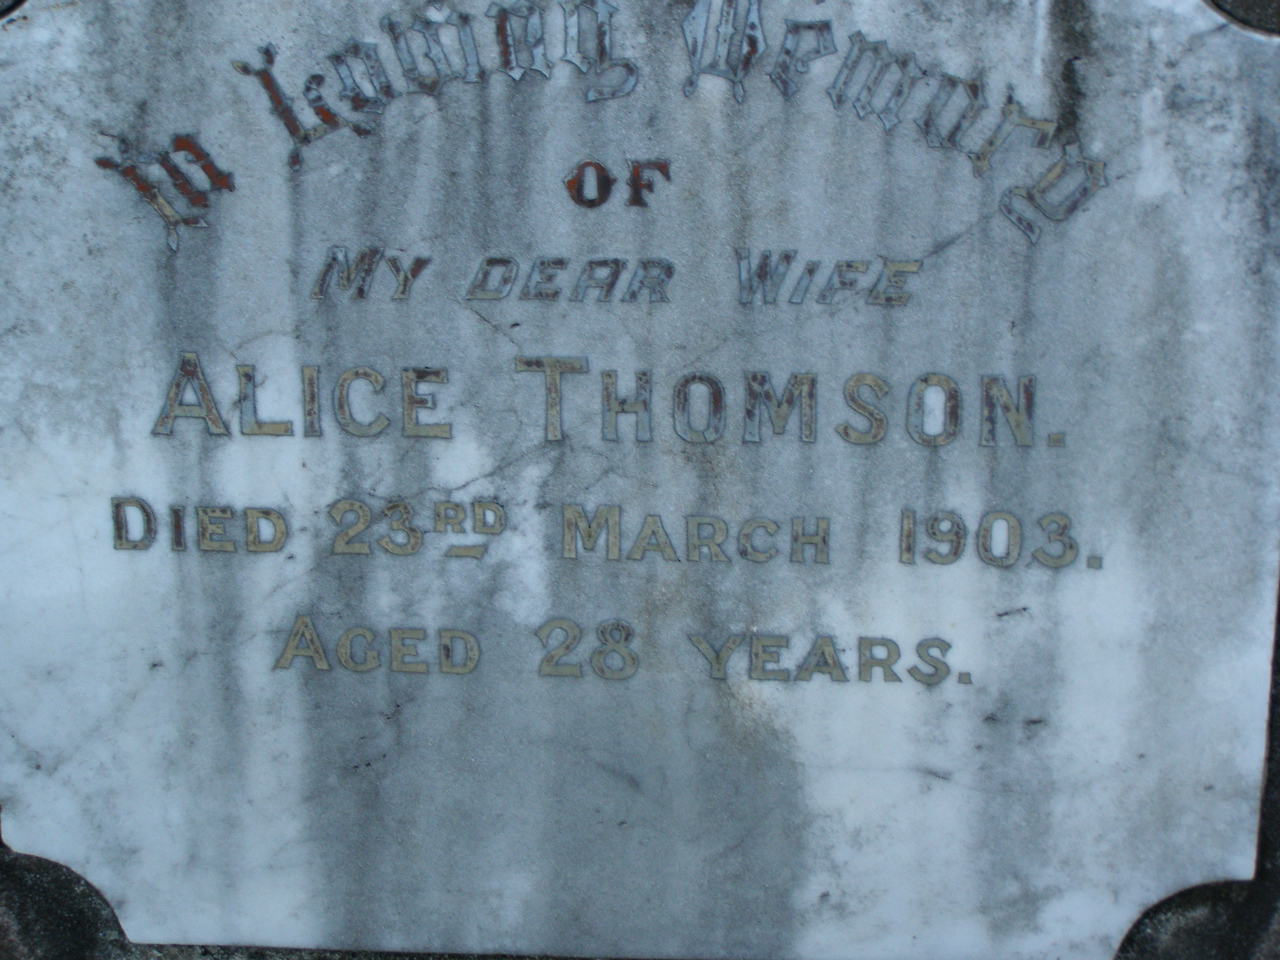 In Loving Memory
OF
MY DEAR WIFE
ALICE THOMSON.
DIED 23RD MARCH 1903.
AGED 28 YEARS.